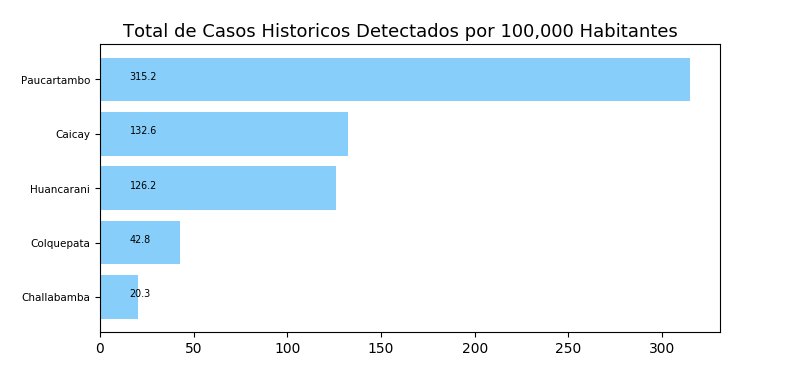 Total de Casos Historicos Detectados por 100,000 Habitantes
Paucartambo 315.2
Caicay 132.6
Huancarani 126.2
Colquepata 42.8
Challabamba 20.3
0 50 100 150 200 250 300